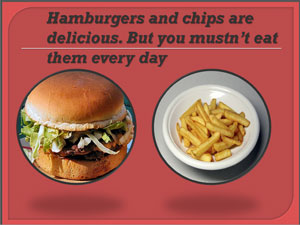 Hamburgers and chips are
delicious. But you mustn't eat
them every day